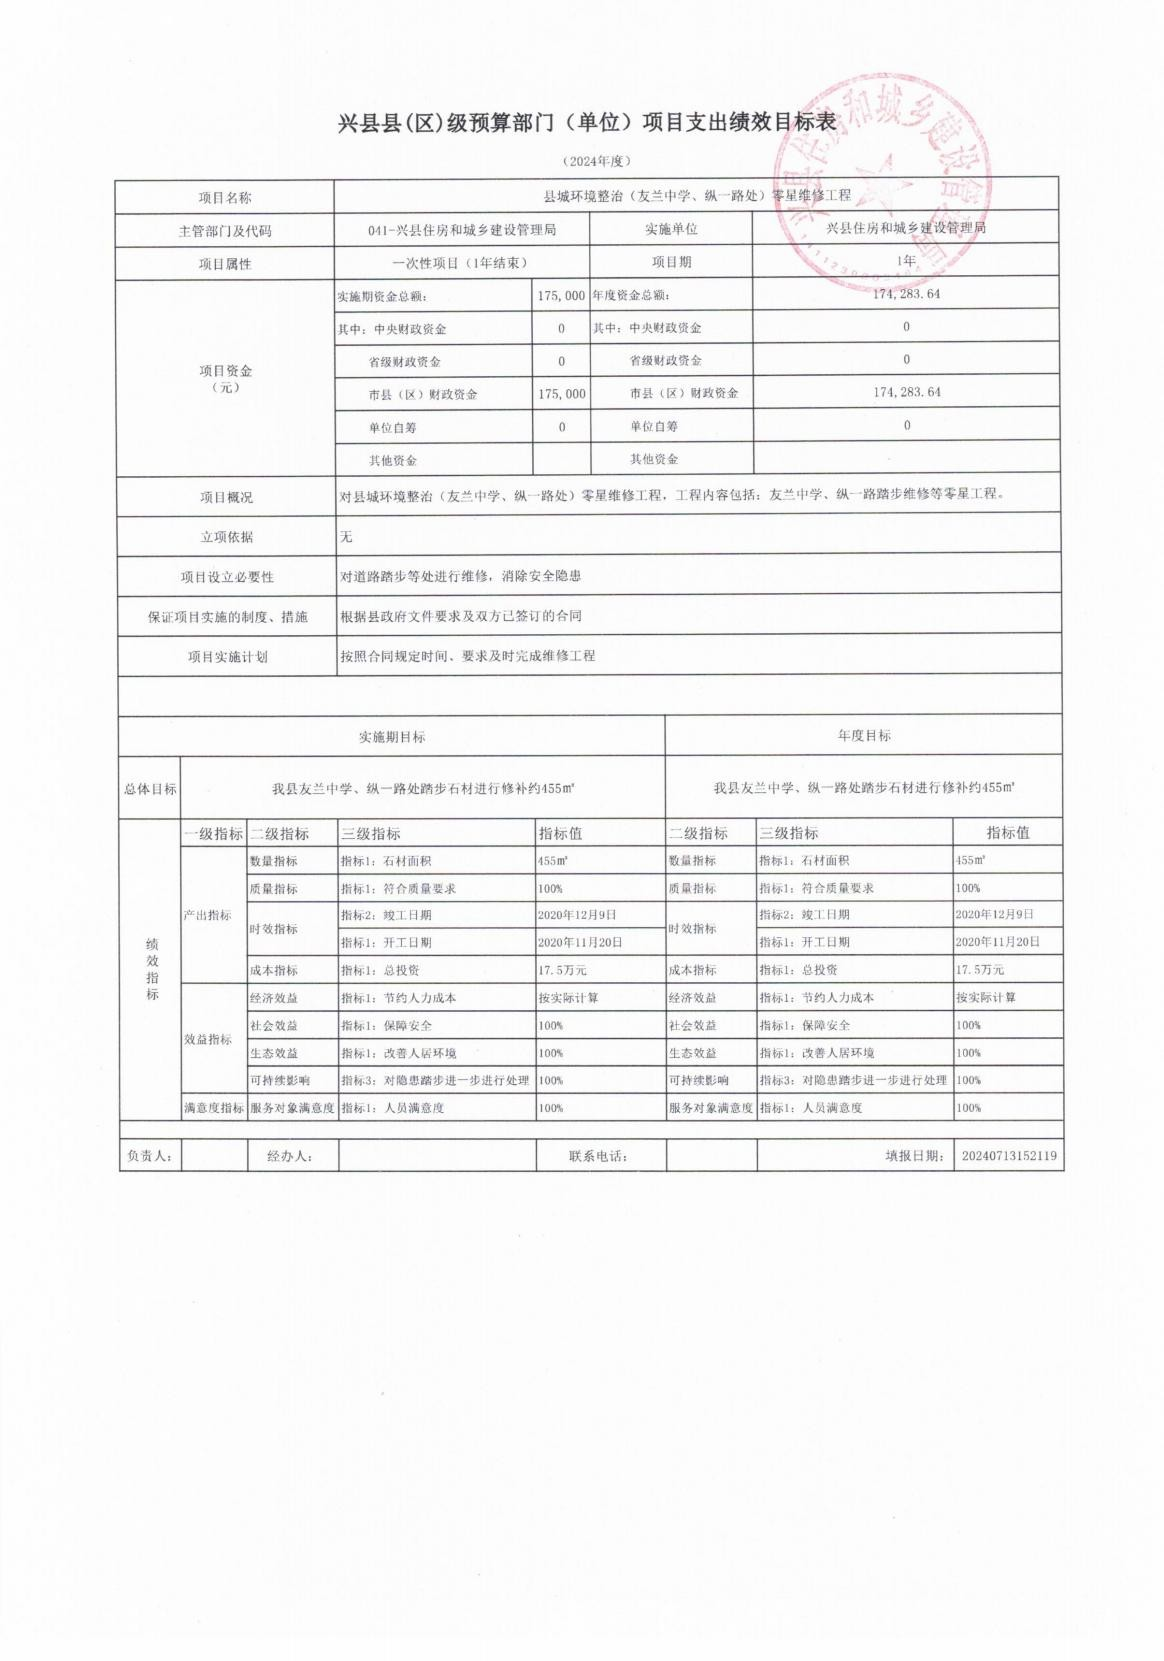 兴县县(区)级预算部门（单位）项目支出绩效目标表
（2024年度）
项目名称 县城环境整治（友兰中学、纵一路处）零星维修工程
主管部门及代码 041-兴县住房和城乡建设管理局 实施单位 兴县住房和城乡建设管理局
项目属性 一次性项目（1年结束） 项目期 1年
项目资金（元） 实施期资金总额： 175,000 年度资金总额： 174,283.64
其中：中央财政资金 0 其中：中央财政资金 0
省级财政资金 0 省级财政资金 0
市县（区）财政资金 175,000 市县（区）财政资金 174,283.64
单位自筹 0 单位自筹 0
其他资金 其他资金
项目概况 对县城环境整治（友兰中学、纵一路处）零星维修工程，工程内容包括：友兰中学、纵一路踏步维修等零星工程。
立项依据 无
项目设立必要性 对道路踏步等处进行维修，消除安全隐患
保证项目实施的制度、措施 根据县政府文件要求及双方已签订的合同
项目实施计划 按照合同规定时间、要求及时完成维修工程
实施期目标 年度目标
总体目标 我县友兰中学、纵一路处踏步石材进行修补约455㎡ 我县友兰中学、纵一路处踏步石材进行修补约455㎡
绩效指标 一级指标 二级指标 三级指标 指标值 二级指标 三级指标 指标值
产出指标 数量指标 指标1：石材面积 455㎡ 数量指标 指标1：石材面积 455㎡
质量指标 指标1：符合质量要求 100% 质量指标 指标1：符合质量要求 100%
时效指标 指标2：竣工日期 2020年12月9日 时效指标 指标2：竣工日期 2020年12月9日
指标1：开工日期 2020年11月20日 指标1：开工日期 2020年11月20日
成本指标 指标1：总投资 17.5万元 成本指标 指标1：总投资 17.5万元
效益指标 经济效益 指标1：节约人力成本 按实际计算 经济效益 指标1：节约人力成本 按实际计算
社会效益 指标1：保障安全 100% 社会效益 指标1：保障安全 100%
生态效益 指标1：改善人居环境 100% 生态效益 指标1：改善人居环境 100%
可持续影响 指标3：对隐患踏步进一步进行处理 100% 可持续影响 指标3：对隐患踏步进一步进行处理 100%
满意度指标 服务对象满意度 指标1：人员满意度 100% 服务对象满意度 指标1：人员满意度 100%
负责人： 经办人： 联系电话： 填报日期： 20240713152119
兴县住房和城乡建设管理局